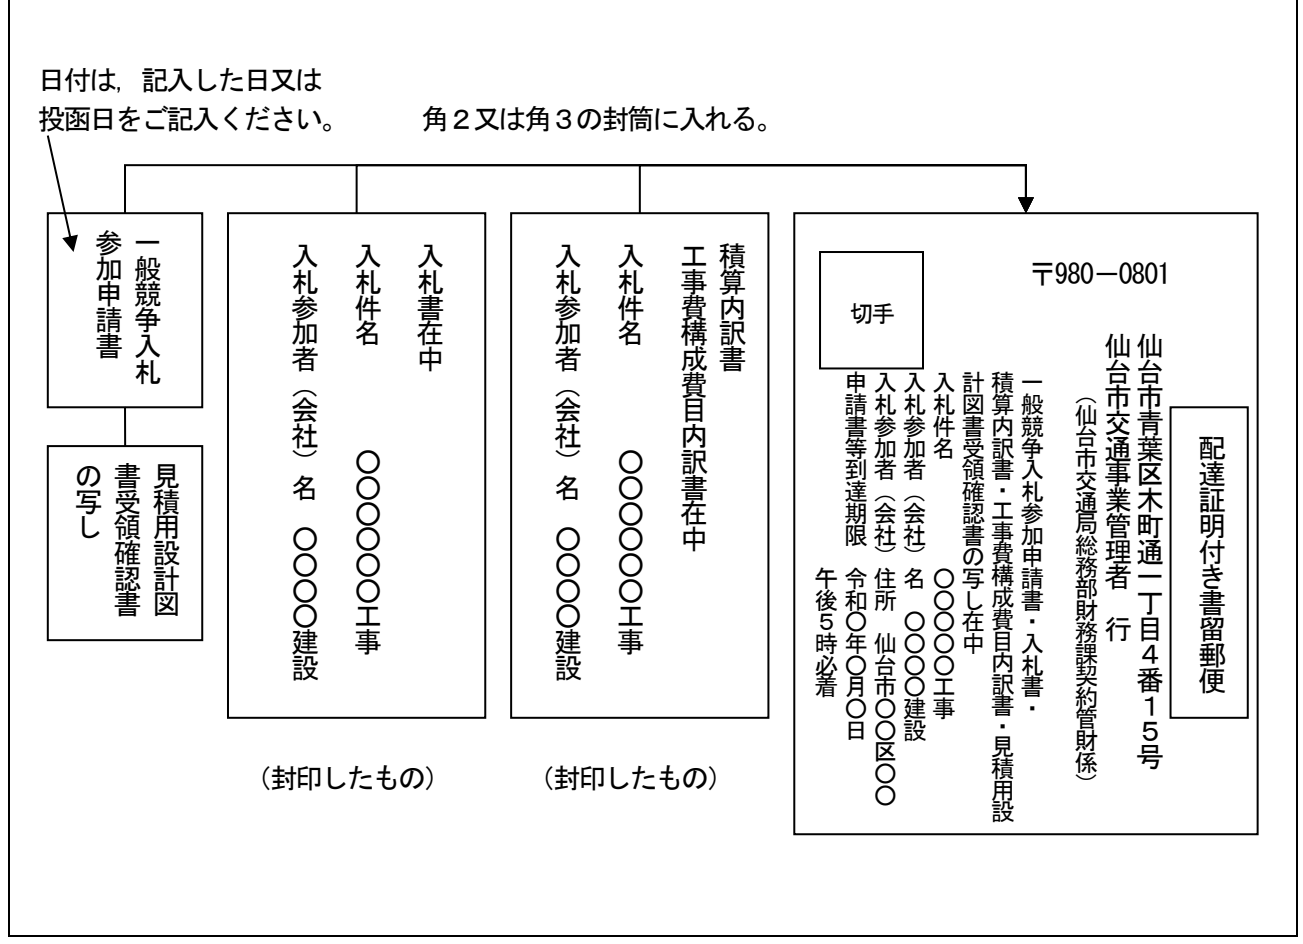 日付は，記入した日又は
投函日をご記入ください。
角２又は角３の封筒に入れる。
一般競争入札
参加申請書
見積用設計図
書受領確認書
の写し
入札書在中
入札件名　〇〇〇〇〇〇工事
入札参加者（会社）名　〇〇〇〇建設
（封印したもの）
積算内訳書
工事費構成費目内訳書在中
入札件名　〇〇〇〇〇〇工事
入札参加者（会社）名　〇〇〇〇建設
（封印したもの）
〒980－0801
切手
配達証明付き書留郵便
仙台市青葉区木町通一丁目４番１５号
仙台市交通事業管理者　行
（仙台市交通局総務部財務課契約管財係）
一般競争入札参加申請書・入札書・
積算内訳書・工事費構成費目内訳書・見積用設
計図書受領確認書の写し在中
入札件名　〇〇〇〇〇工事
入札参加者（会社）名　〇〇〇〇建設
入札参加者（会社）住所　仙台市〇〇区〇〇
申請書等到達期限　令和〇年〇月〇日
午後５時必着